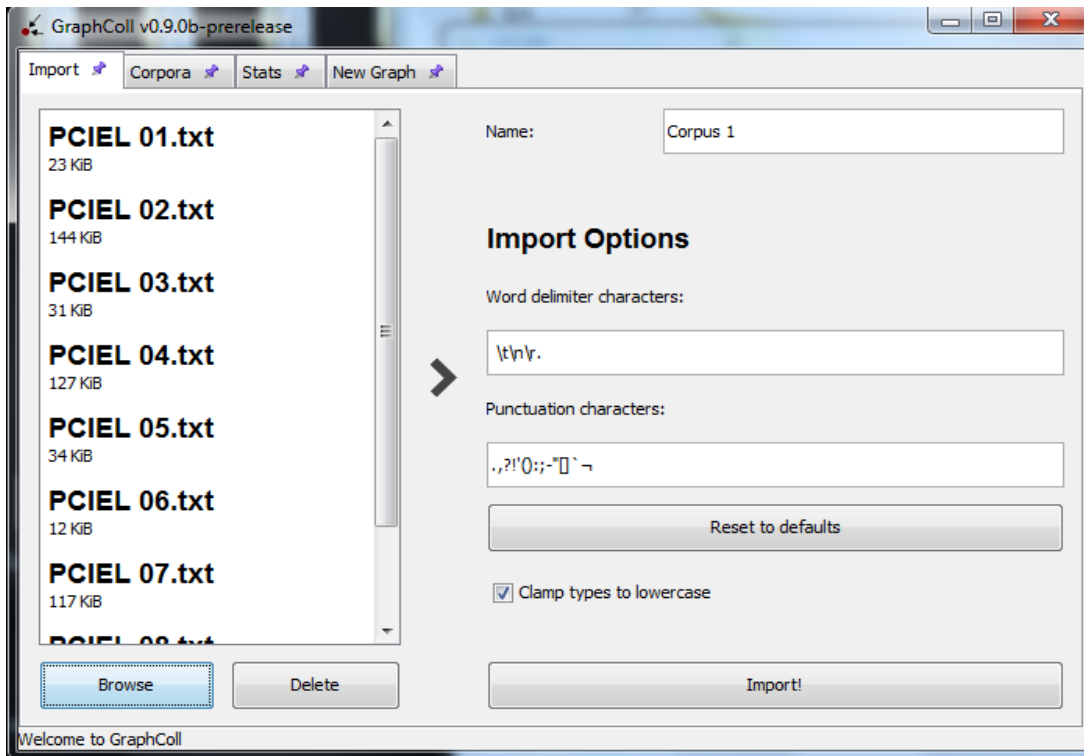 GraphColl v0.9.0b-prerelease
Import Corpora Stats New Graph
PCIEL 01.txt
23 KiB
PCIEL 02.txt
144 KiB
PCIEL 03.txt
31 KiB
PCIEL 04.txt
127 KiB
PCIEL 05.txt
34 KiB
PCIEL 06.txt
12 KiB
PCIEL 07.txt
117 KiB
PCIEL 08.txt
Browse Delete
Name: Corpus 1
Import Options
Word delimiter characters:
\t\n\r.
Punctuation characters:
.,?!'():;-"[]`¬
Reset to defaults
Clamp types to lowercase
Import!
Welcome to GraphColl